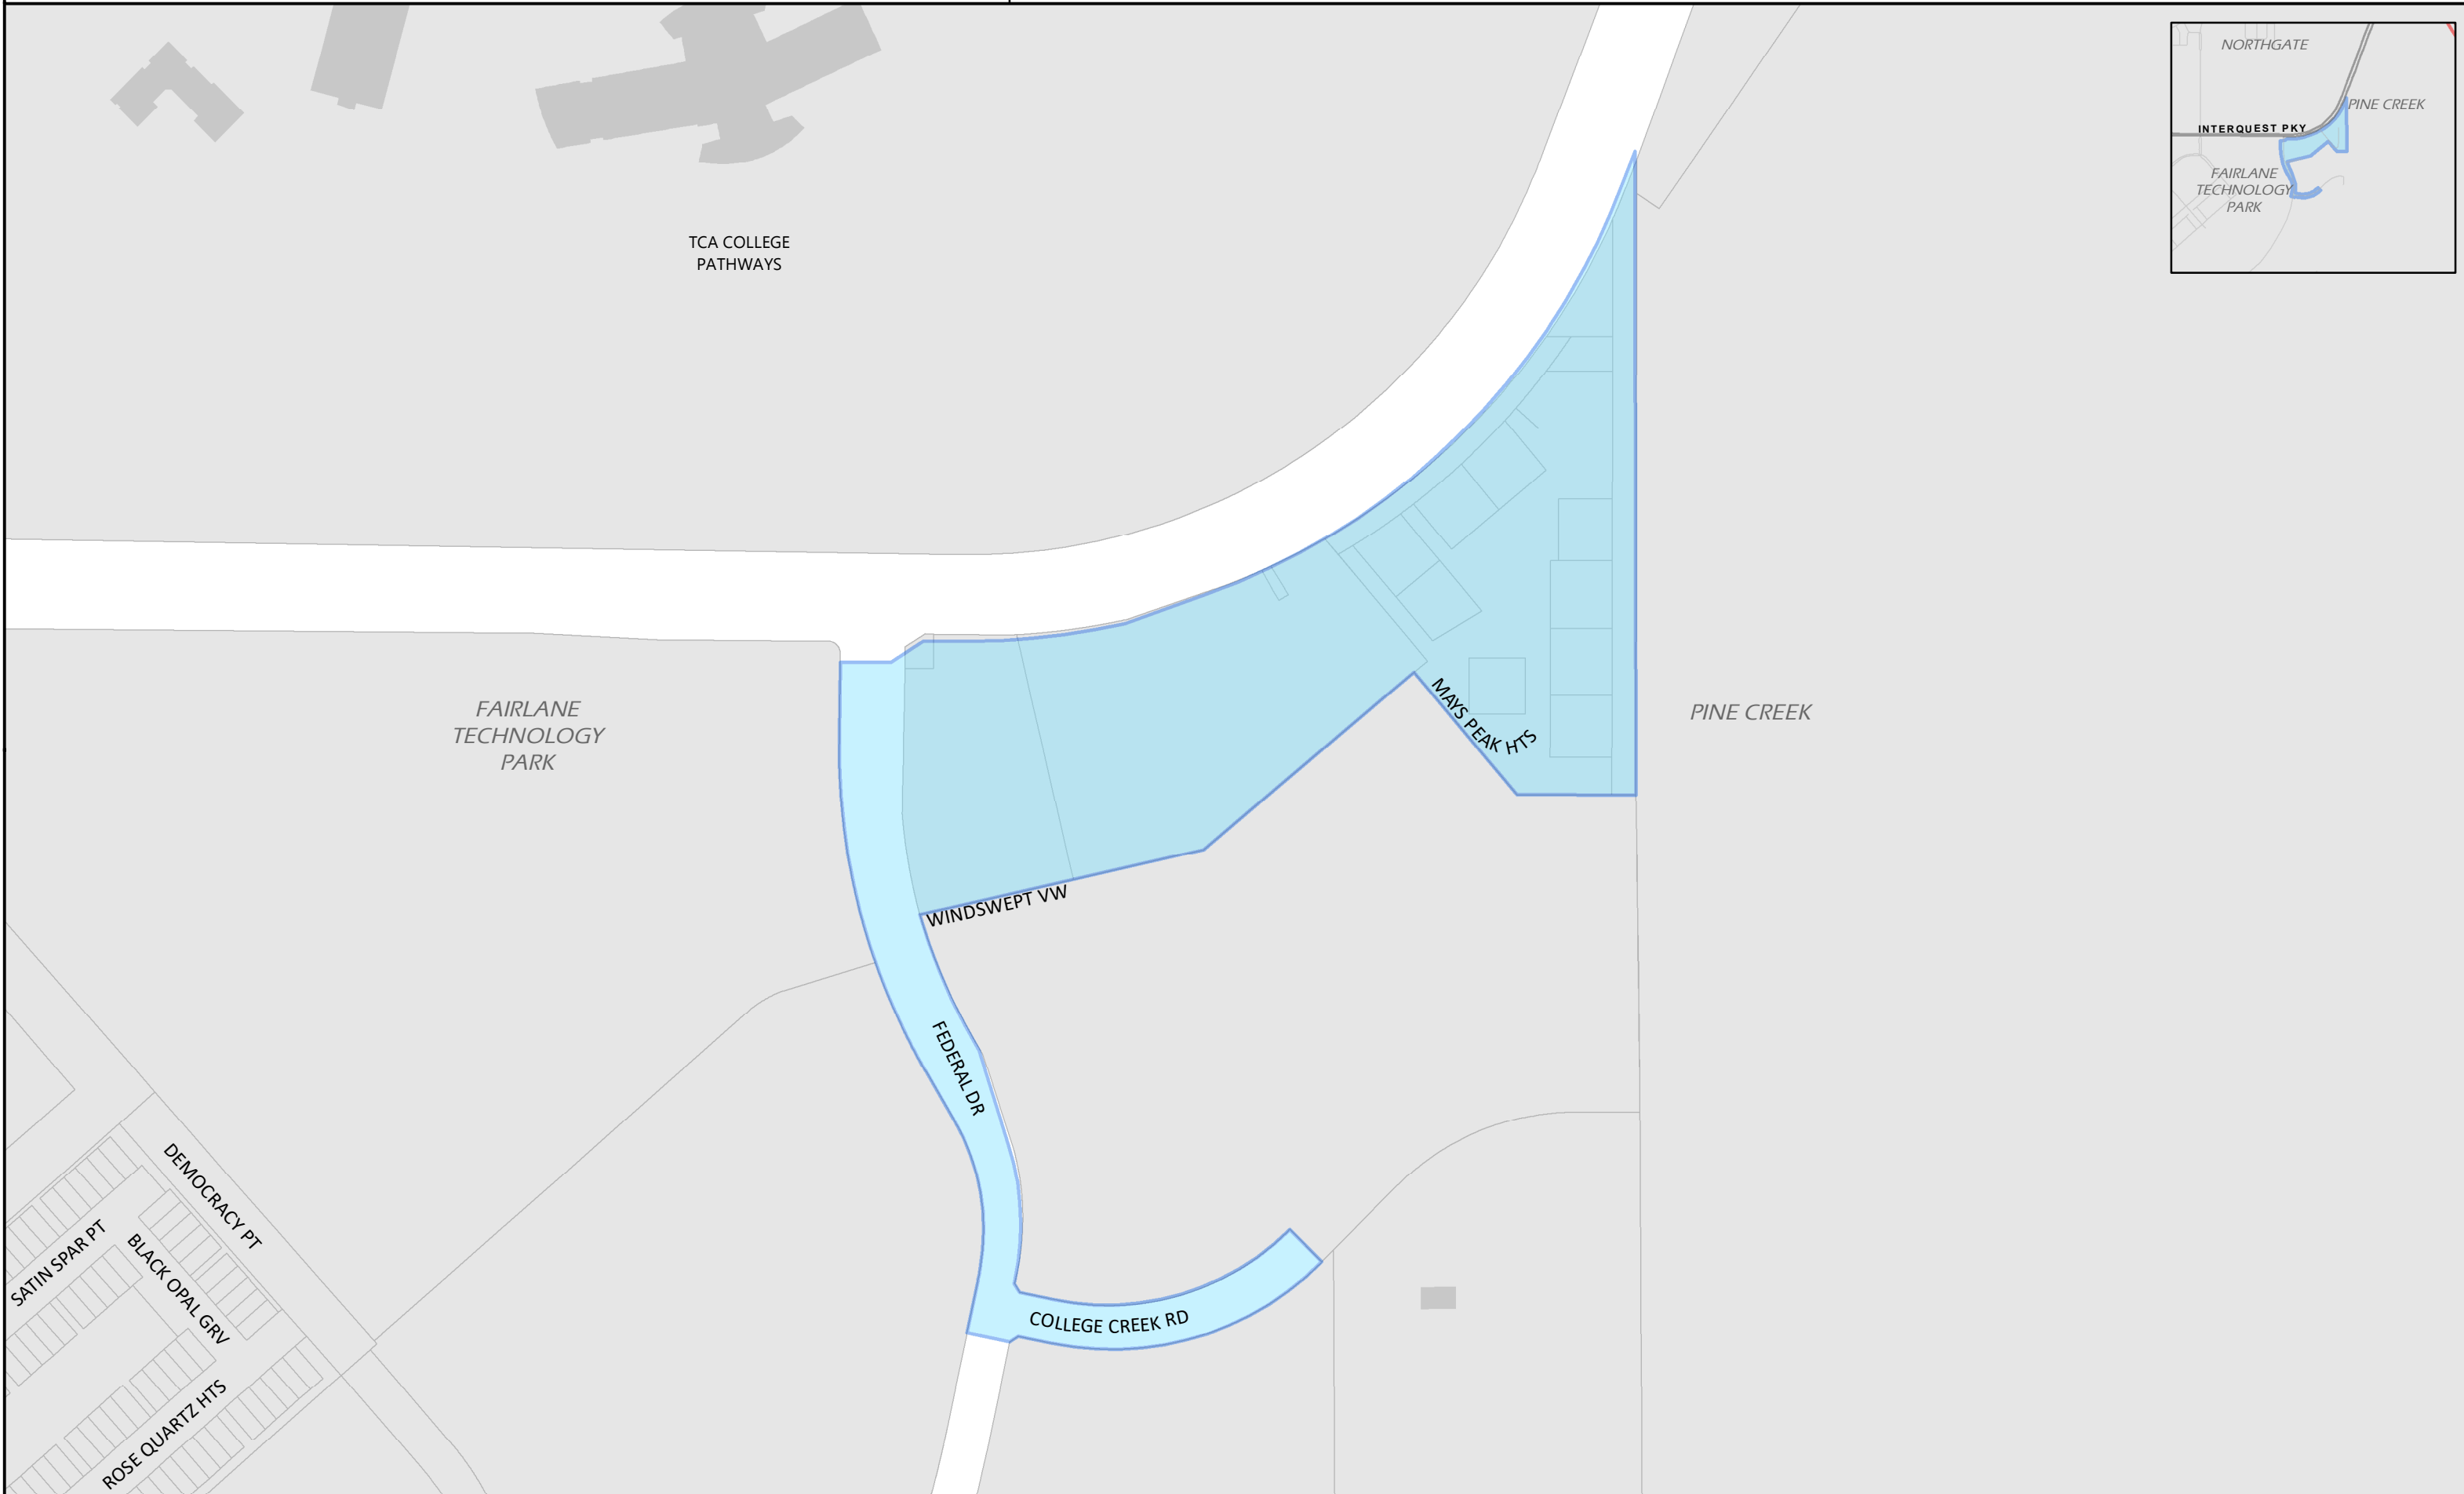 NORTHGATE
PINE CREEK
INTERQUEST PKY
FAIRLANE
TECHNOLOGY
PARK
TCA COLLEGE
PATHWAYS
FAIRLANE
TECHNOLOGY
PARK
MAYS PEAK HTS
PINE CREEK
WINDSWEPT VW
FEDERAL DR
DEMOCRACY PT
SATIN SPAR PT
BLACK OPAL GRV
COLLEGE CREEK RD
ROSE QUARTZ HTS